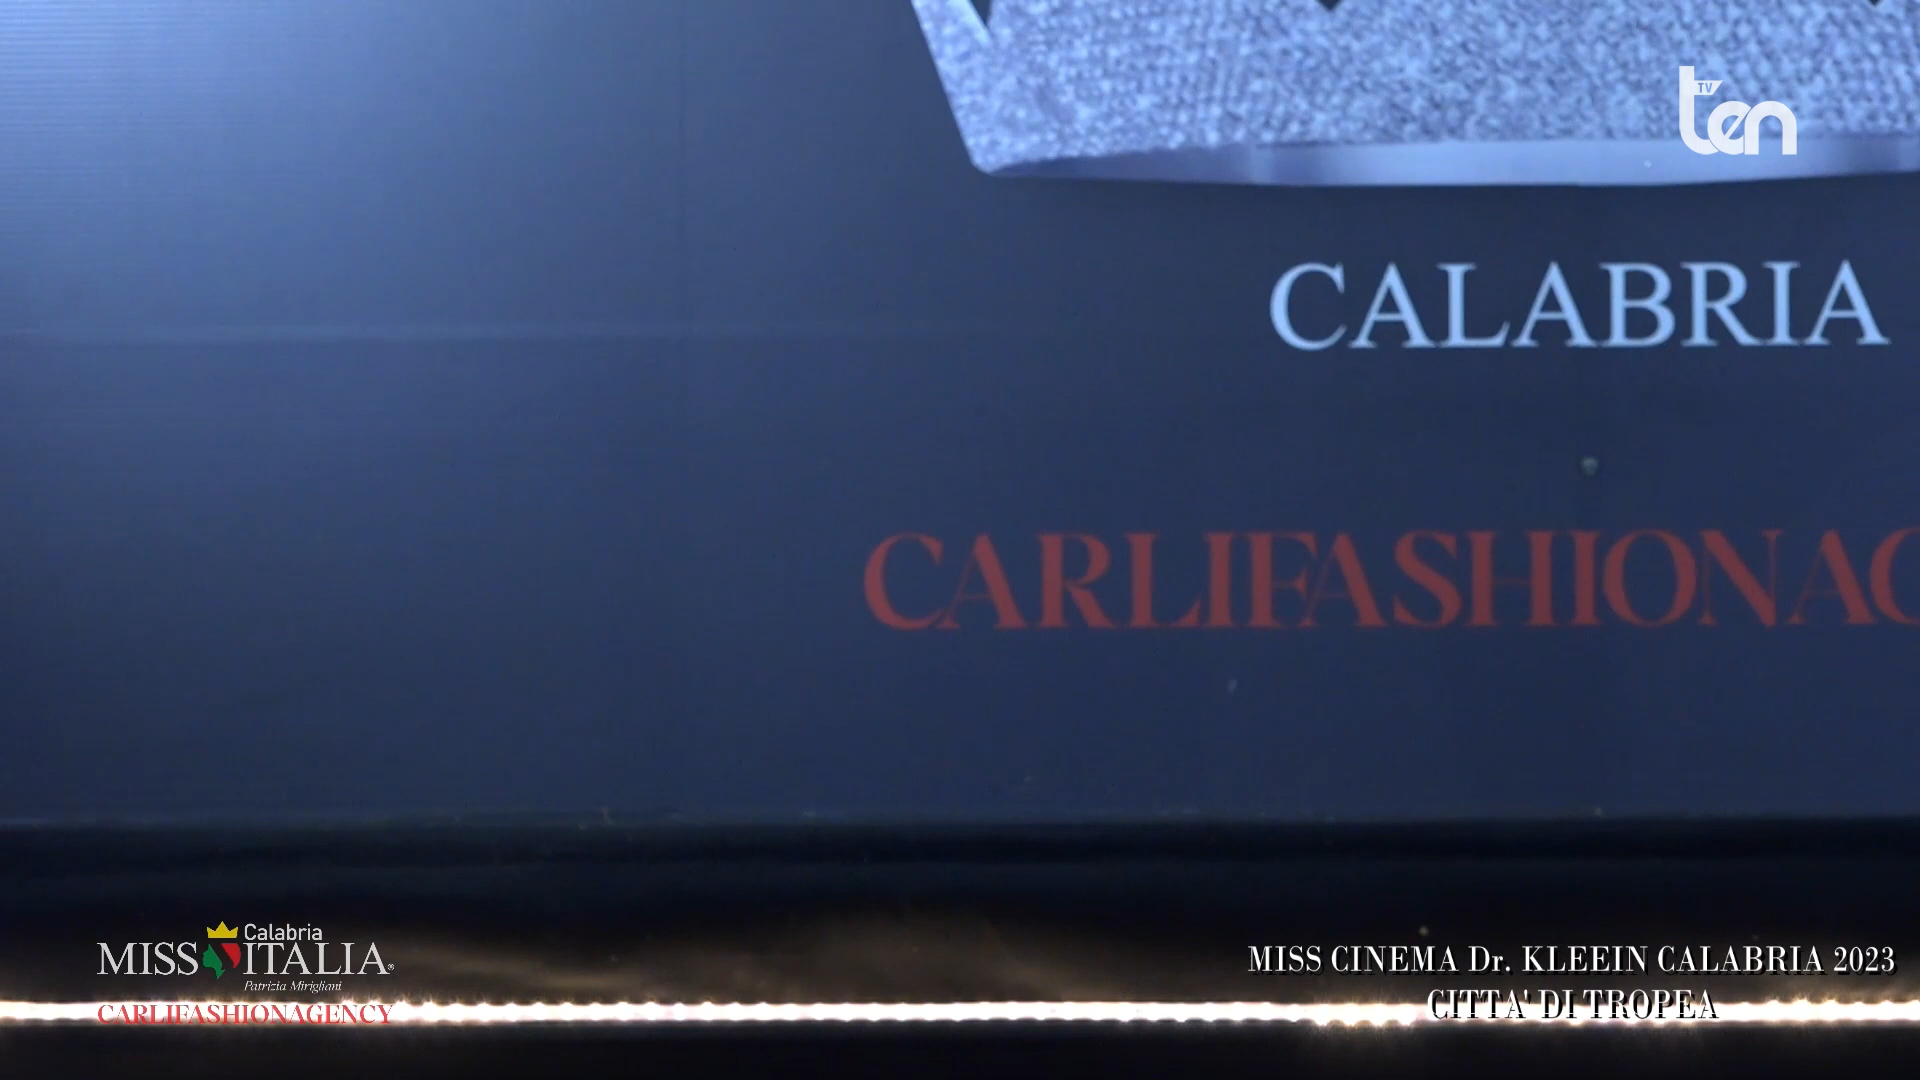 TV
ten
CALABRIA
CARLIFASHIONAG
Calabria
MISS ITALIA®
Patrizia Mirigliani
CARLIFASHIONAGENCY
MISS CINEMA Dr. KLEEIN CALABRIA 2023
CITTA' DI TROPEA